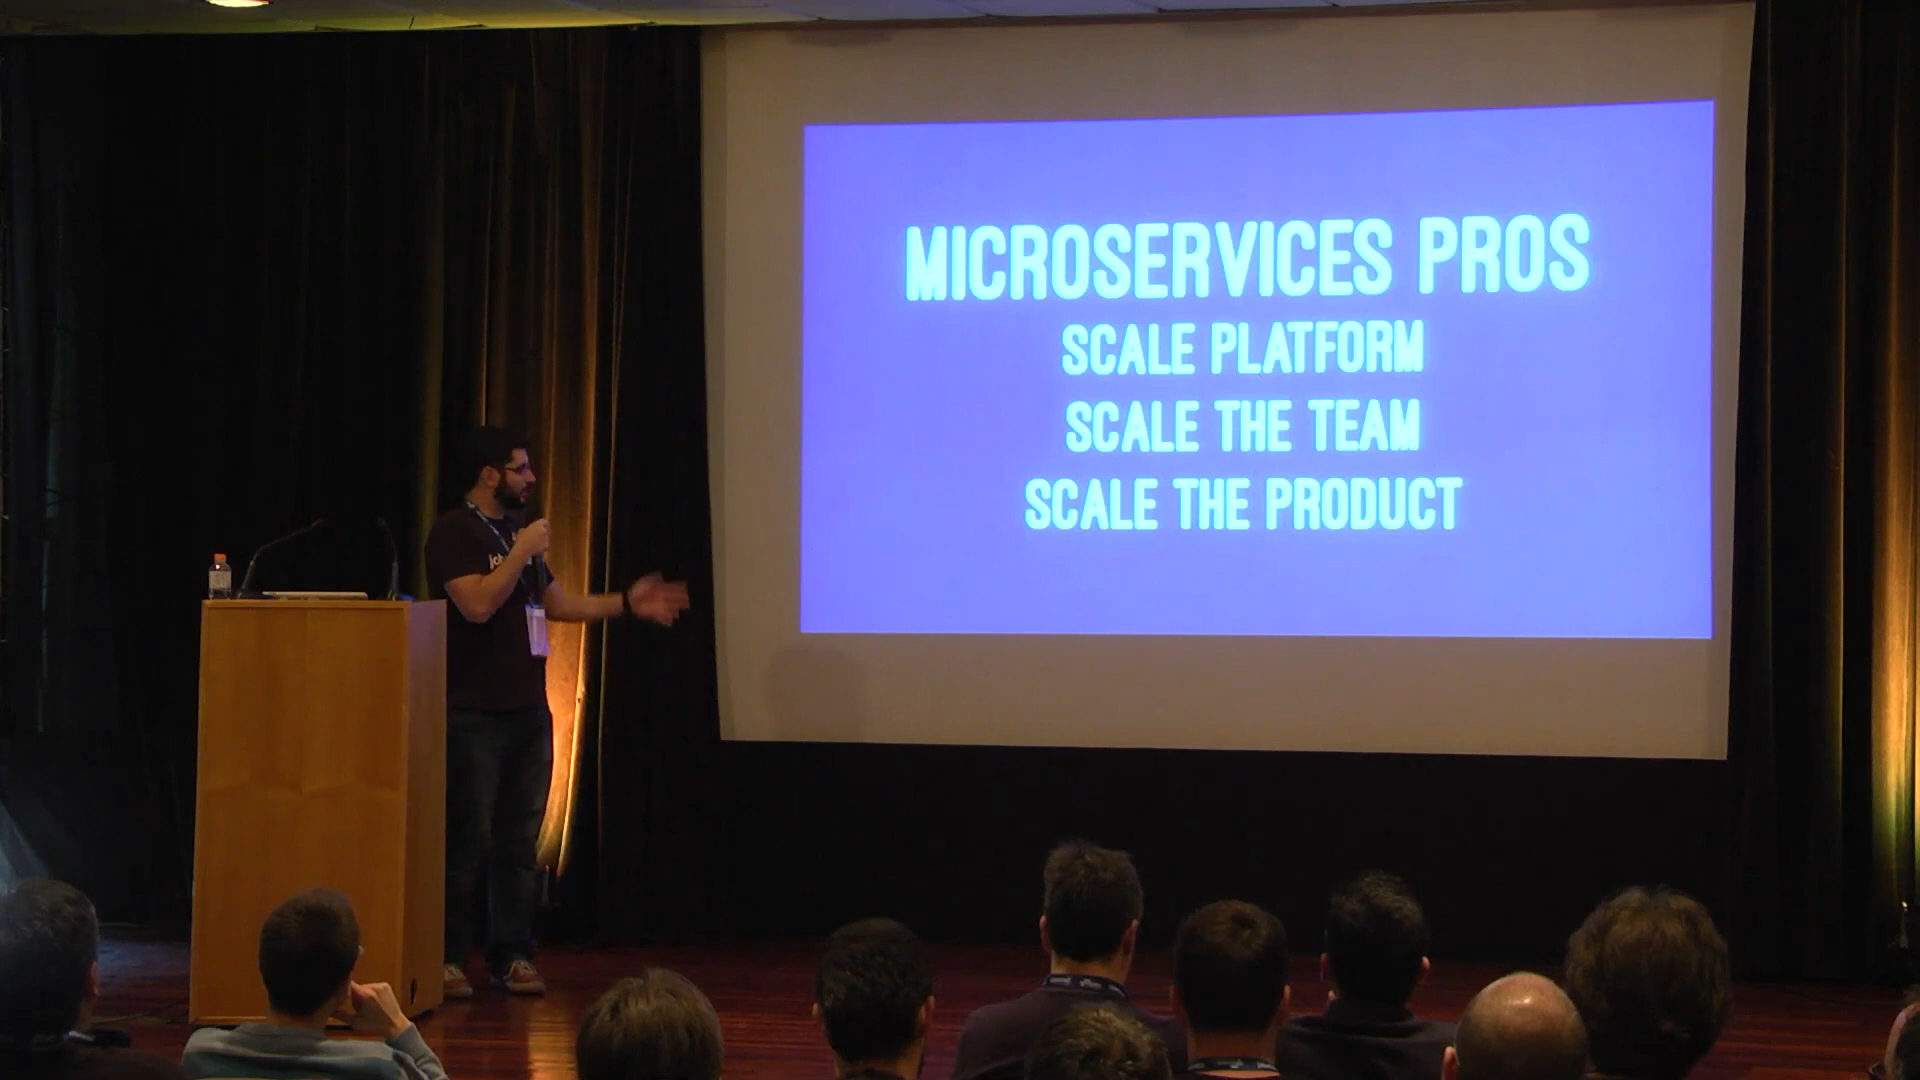 MICROSERVICES PROS
SCALE PLATFORM
SCALE THE TEAM
SCALE THE PRODUCT